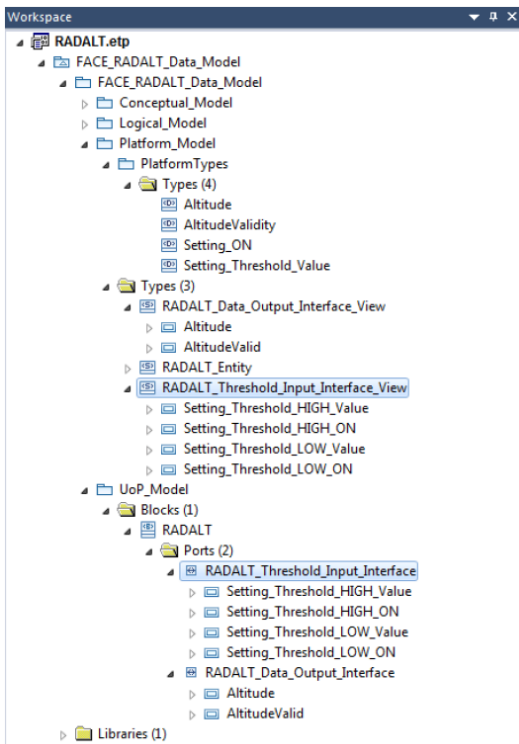 Workspace
RADALT.etp
FACE_RADALT_Data_Model
FACE_RADALT_Data_Model
Conceptual_Model
Logical_Model
Platform_Model
PlatformTypes
Types (4)
Altitude
AltitudeValidity
Setting_ON
Setting_Threshold_Value
Types (3)
RADALT_Data_Output_Interface_View
Altitude
AltitudeValid
RADALT_Entity
RADALT_Threshold_Input_Interface_View
Setting_Threshold_HIGH_Value
Setting_Threshold_HIGH_ON
Setting_Threshold_LOW_Value
Setting_Threshold_LOW_ON
UoP_Model
Blocks (1)
RADALT
Ports (2)
RADALT_Threshold_Input_Interface
Setting_Threshold_HIGH_Value
Setting_Threshold_HIGH_ON
Setting_Threshold_LOW_Value
Setting_Threshold_LOW_ON
RADALT_Data_Output_Interface
Altitude
AltitudeValid
Libraries (1)